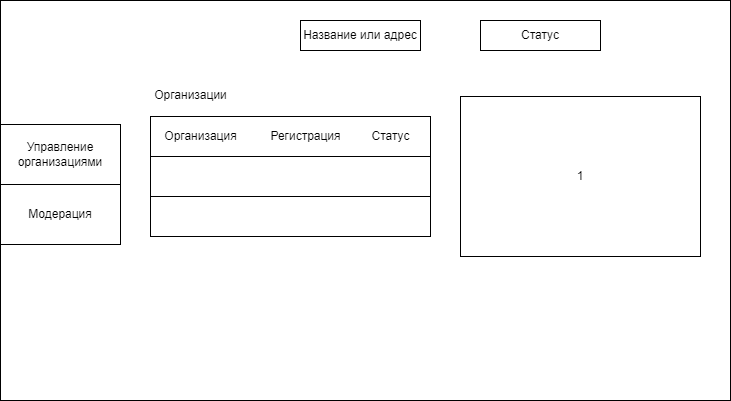 Название или адрес
Статус
Организации
Организация Регистрация Статус
Управление
организациями
Модерация
1